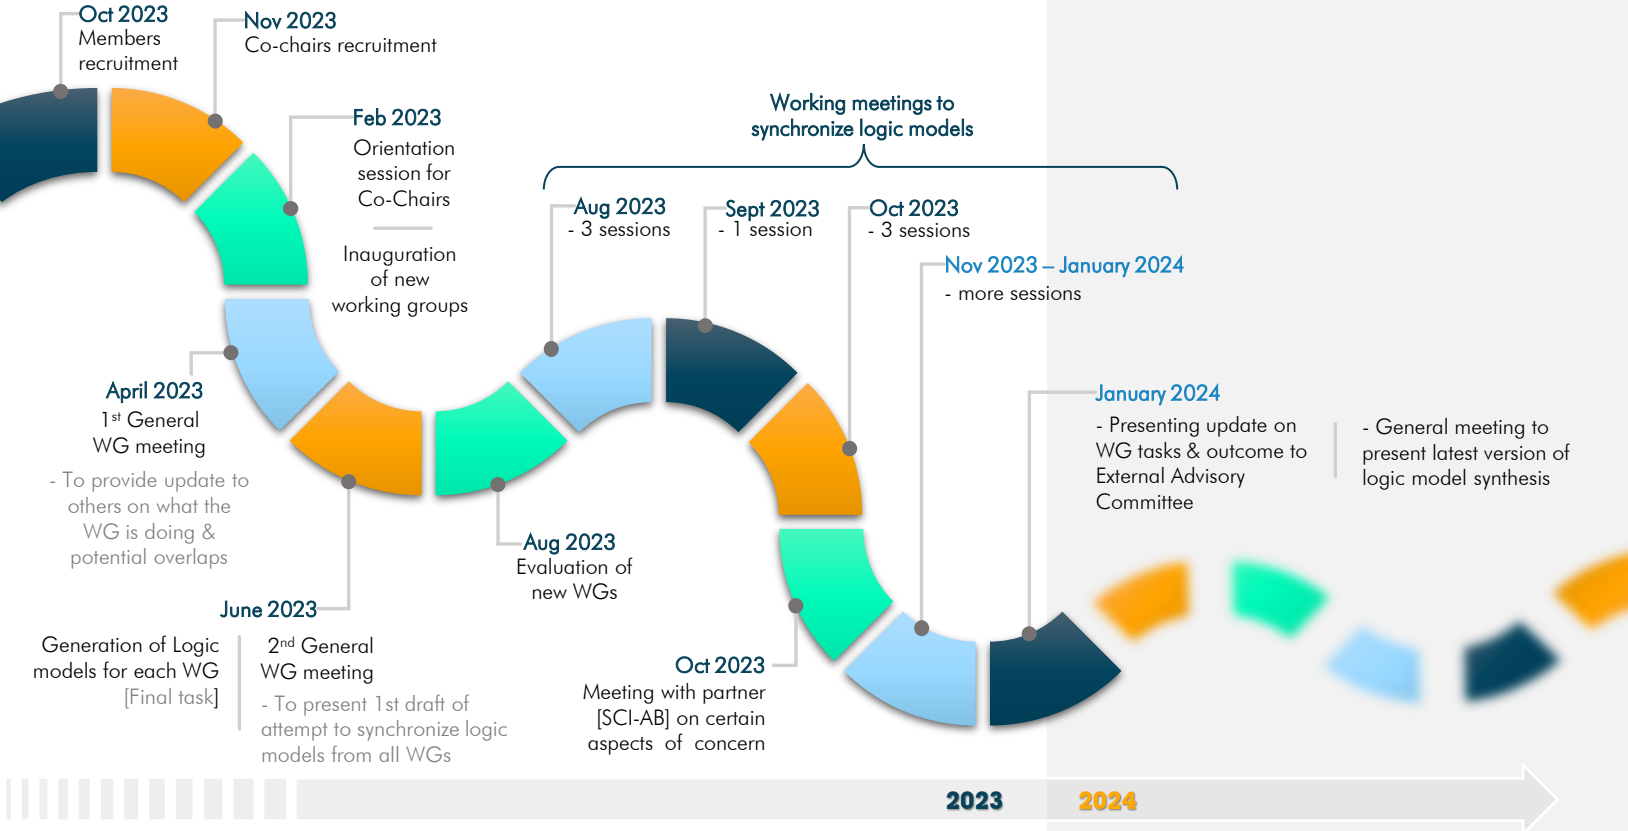 Oct 2023
Members
recruitment
Nov 2023
Co-chairs recruitment
Feb 2023
Orientation
session for
Co-Chairs
Inauguration
of new
working groups
April 2023
1st General
WG meeting
- To provide update to
others on what the
WG is doing &
potential overlaps
June 2023
Generation of Logic
models for each WG
[Final task]
2nd General
WG meeting
- To present 1st draft of
attempt to synchronize logic
models from all WGs
Aug 2023
Evaluation of
new WGs
Working meetings to
synchronize logic models
Aug 2023
- 3 sessions
Sept 2023
- 1 session
Oct 2023
- 3 sessions
Nov 2023 – January 2024
- more sessions
Oct 2023
Meeting with partner
[SCI-AB] on certain
aspects of concern
January 2024
- Presenting update on
WG tasks & outcome to
External Advisory
Committee
- General meeting to
present latest version of
logic model synthesis
2023
2024